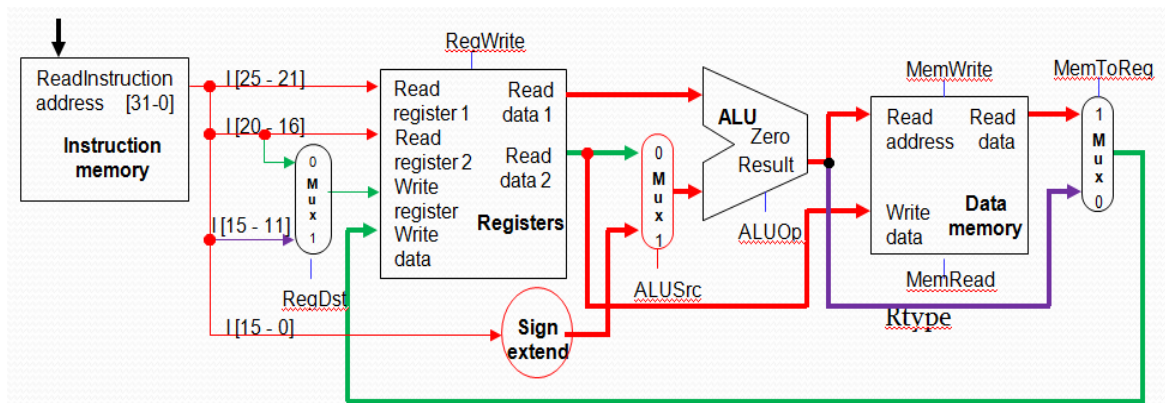 RegWrite
MemWrite
MemToReg
ReadInstruction
address [31-0]
Instruction
memory
I [25 - 21]
I [20 - 16]
I [15 - 11]
I [15 - 0]
0
M
u
x
1
RegDst
Read
register 1
Read
register 2
Write
register
Write
data
Read
data 1
Read
data 2
Registers
Sign
extend
0
M
u
x
1
ALUSrc
ALU
Zero
Result
ALUOp
Read
address
Write
data
Read
data
Data
memory
MemRead
Rtype
1
M
u
x
0